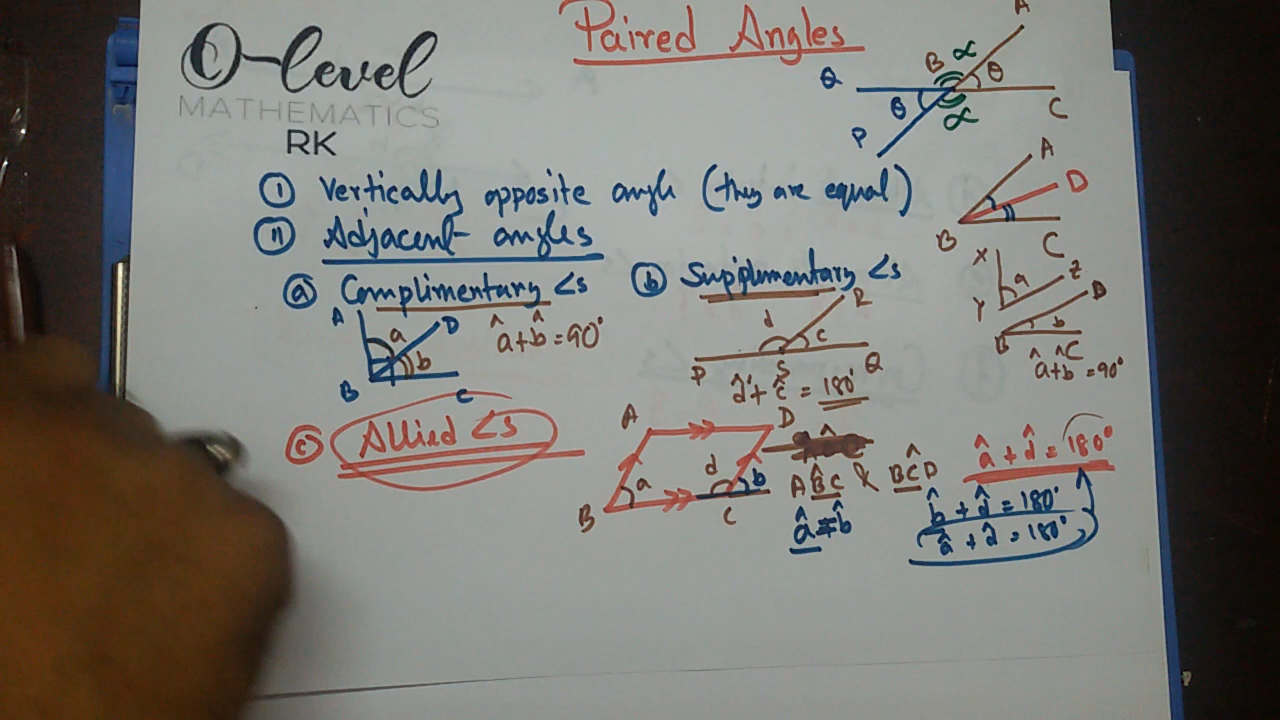 Paired Angles
O-level
MATHEMATICS
RK
A
B α θ
Q
θ α C
P
① Vertically opposite angle (they are equal)
A
D
B C
⑪ Adjacent angles
ⓐ Complimentary ∠s ⓑ Supplimentary ∠s
X
a Z
Y
D
b
B C
â + b̂ = 90°
A
a D
b
B C
â + b̂ = 90°
R
d c
P S Q
d̂ + ĉ = 180°
ⓒ Allied ∠s
A D
a d b
B C
AB̂C & BĈD
â = b̂
â + d̂ = 180°
b̂ + d̂ = 180°
â + d̂ = 180°